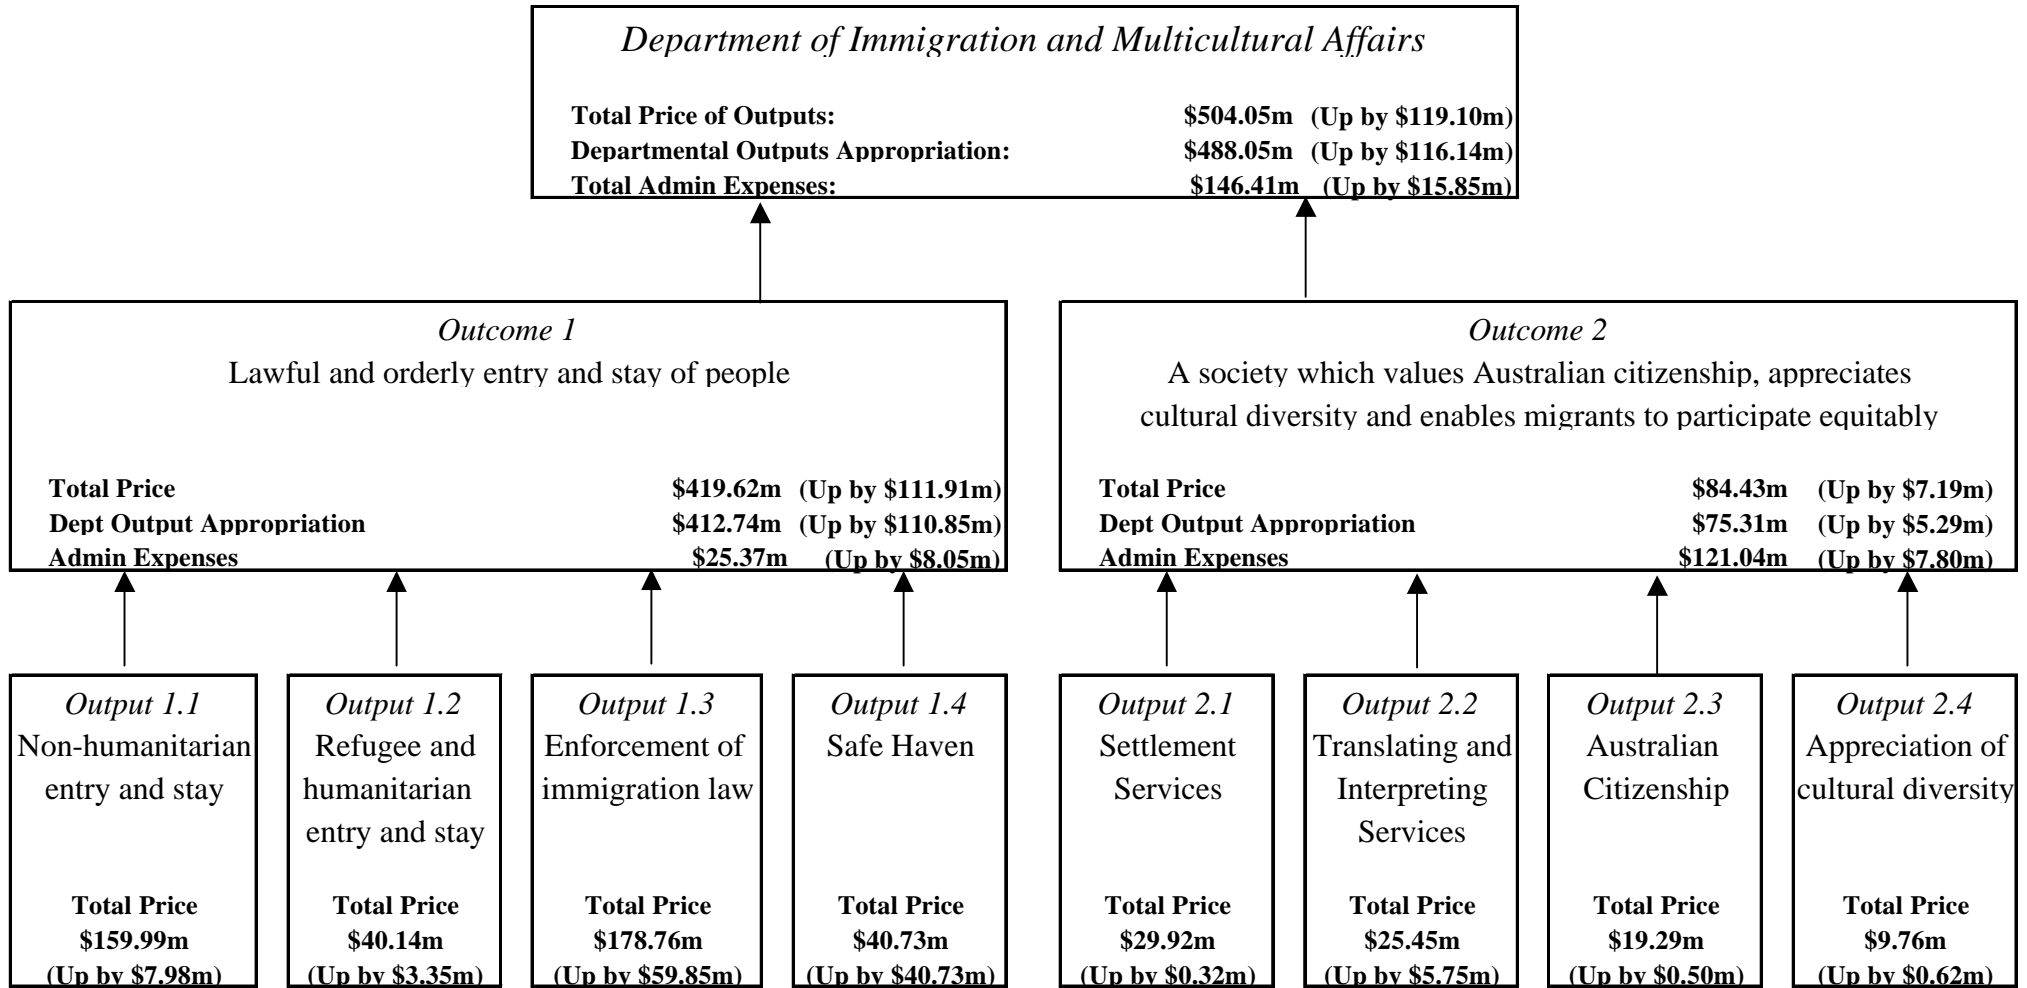 Department of Immigration and Multicultural Affairs
Total Price of Outputs: $504.05m (Up by $119.10m)
Departmental Outputs Appropriation: $488.05m (Up by $116.14m)
Total Admin Expenses: $146.41m (Up by $15.85m)
Outcome 1
Lawful and orderly entry and stay of people
Total Price $419.62m (Up by $111.91m)
Dept Output Appropriation $412.74m (Up by $110.85m)
Admin Expenses $25.37m (Up by $8.05m)
Outcome 2
A society which values Australian citizenship, appreciates
cultural diversity and enables migrants to participate equitably
Total Price $84.43m (Up by $7.19m)
Dept Output Appropriation $75.31m (Up by $5.29m)
Admin Expenses $121.04m (Up by $7.80m)
Output 1.1
Non-humanitarian
entry and stay
Total Price
$159.99m
(Up by $7.98m)
Output 1.2
Refugee and
humanitarian
entry and stay
Total Price
$40.14m
(Up by $3.35m)
Output 1.3
Enforcement of
immigration law
Total Price
$178.76m
(Up by $59.85m)
Output 1.4
Safe Haven
Total Price
$40.73m
(Up by $40.73m)
Output 2.1
Settlement
Services
Total Price
$29.92m
(Up by $0.32m)
Output 2.2
Translating and
Interpreting
Services
Total Price
$25.45m
(Up by $5.75m)
Output 2.3
Australian
Citizenship
Total Price
$19.29m
(Up by $0.50m)
Output 2.4
Appreciation of
cultural diversity
Total Price
$9.76m
(Up by $0.62m)